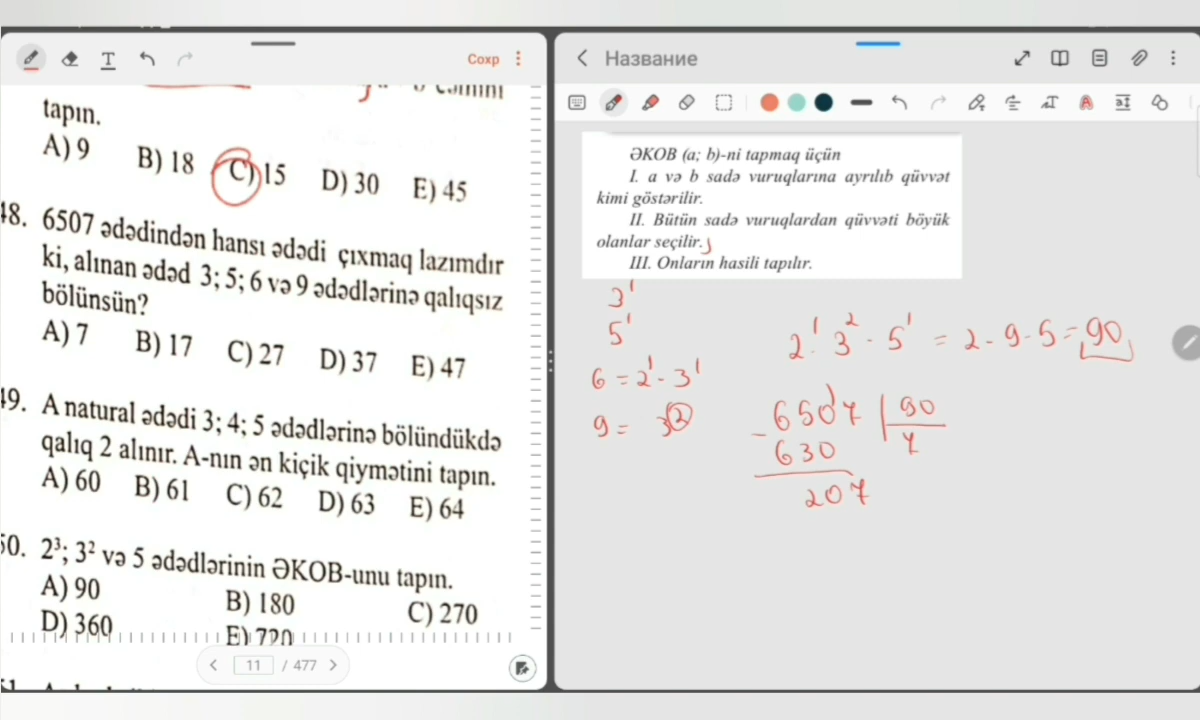 Сохр
tapın.
A) 9 B) 18 C) 15 D) 30 E) 45
48. 6507 ədədindən hansı ədədi çıxmaq lazımdır
ki, alınan ədəd 3; 5; 6 və 9 ədədlərinə qalıqsız
bölünsün?
A) 7 B) 17 C) 27 D) 37 E) 47
49. A natural ədədi 3; 4; 5 ədədlərinə bölündükdə
qalıq 2 alınır. A-nın ən kiçik qiymətini tapın.
A) 60 B) 61 C) 62 D) 63 E) 64
50. 2³; 3² və 5 ədədlərinin ƏKOB-unu tapın.
A) 90 B) 180 C) 270
D) 360 E) 720
11 / 477
Название
ƏKOB (a; b)-ni tapmaq üçün
I. a və b sadə vuruqlarına ayrılıb qüvvət
kimi göstərilir.
II. Bütün sadə vuruqlardan qüvvəti böyük
olanlar seçilir.
III. Onların hasili tapılır.
3¹
5¹
6 = 2¹ · 3¹
9 = 3²
2¹ · 3² · 5¹ = 2 · 9 · 5 = 90
6507 | 90
- 630 7
207